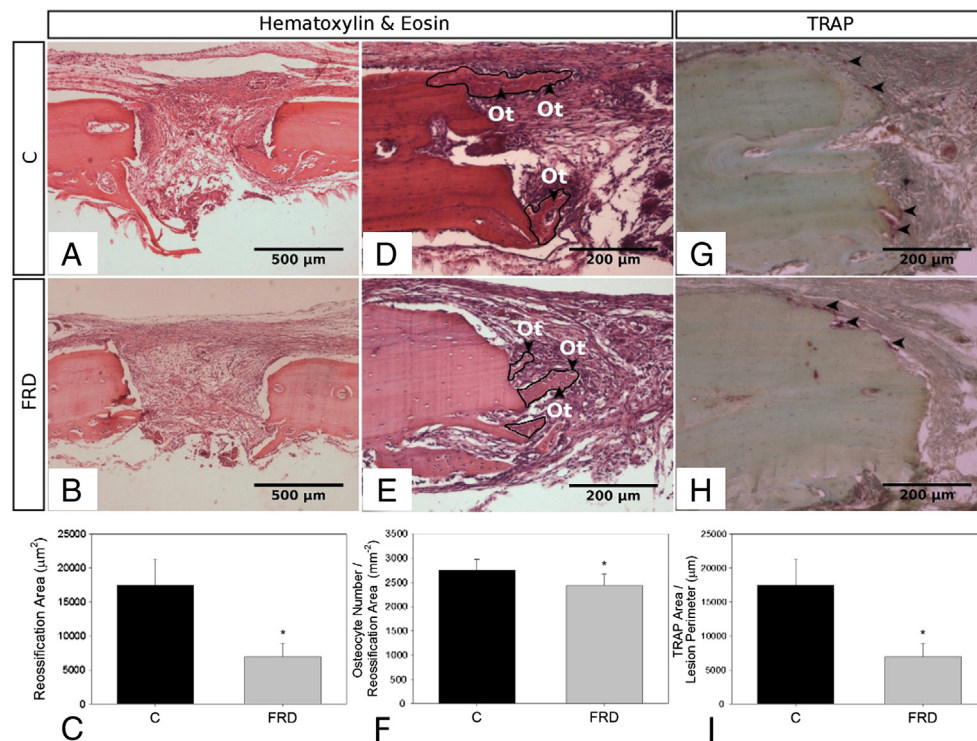 Hematoxylin & Eosin
TRAP
C
A
500 µm
Ot
Ot
Ot
D
200 µm
G
200 µm
FRD
B
500 µm
Ot
Ot
Ot
E
200 µm
H
200 µm
Reossification Area (µm²)
25000
20000
15000
10000
5000
0
*
C
FRD
C
Osteocyte Number /
Reossification Area (mm⁻²)
3500
3000
2500
2000
1500
1000
500
0
*
C
FRD
F
TRAP Area /
Lesion Perimeter (µm)
25000
20000
15000
10000
5000
0
*
C
FRD
I